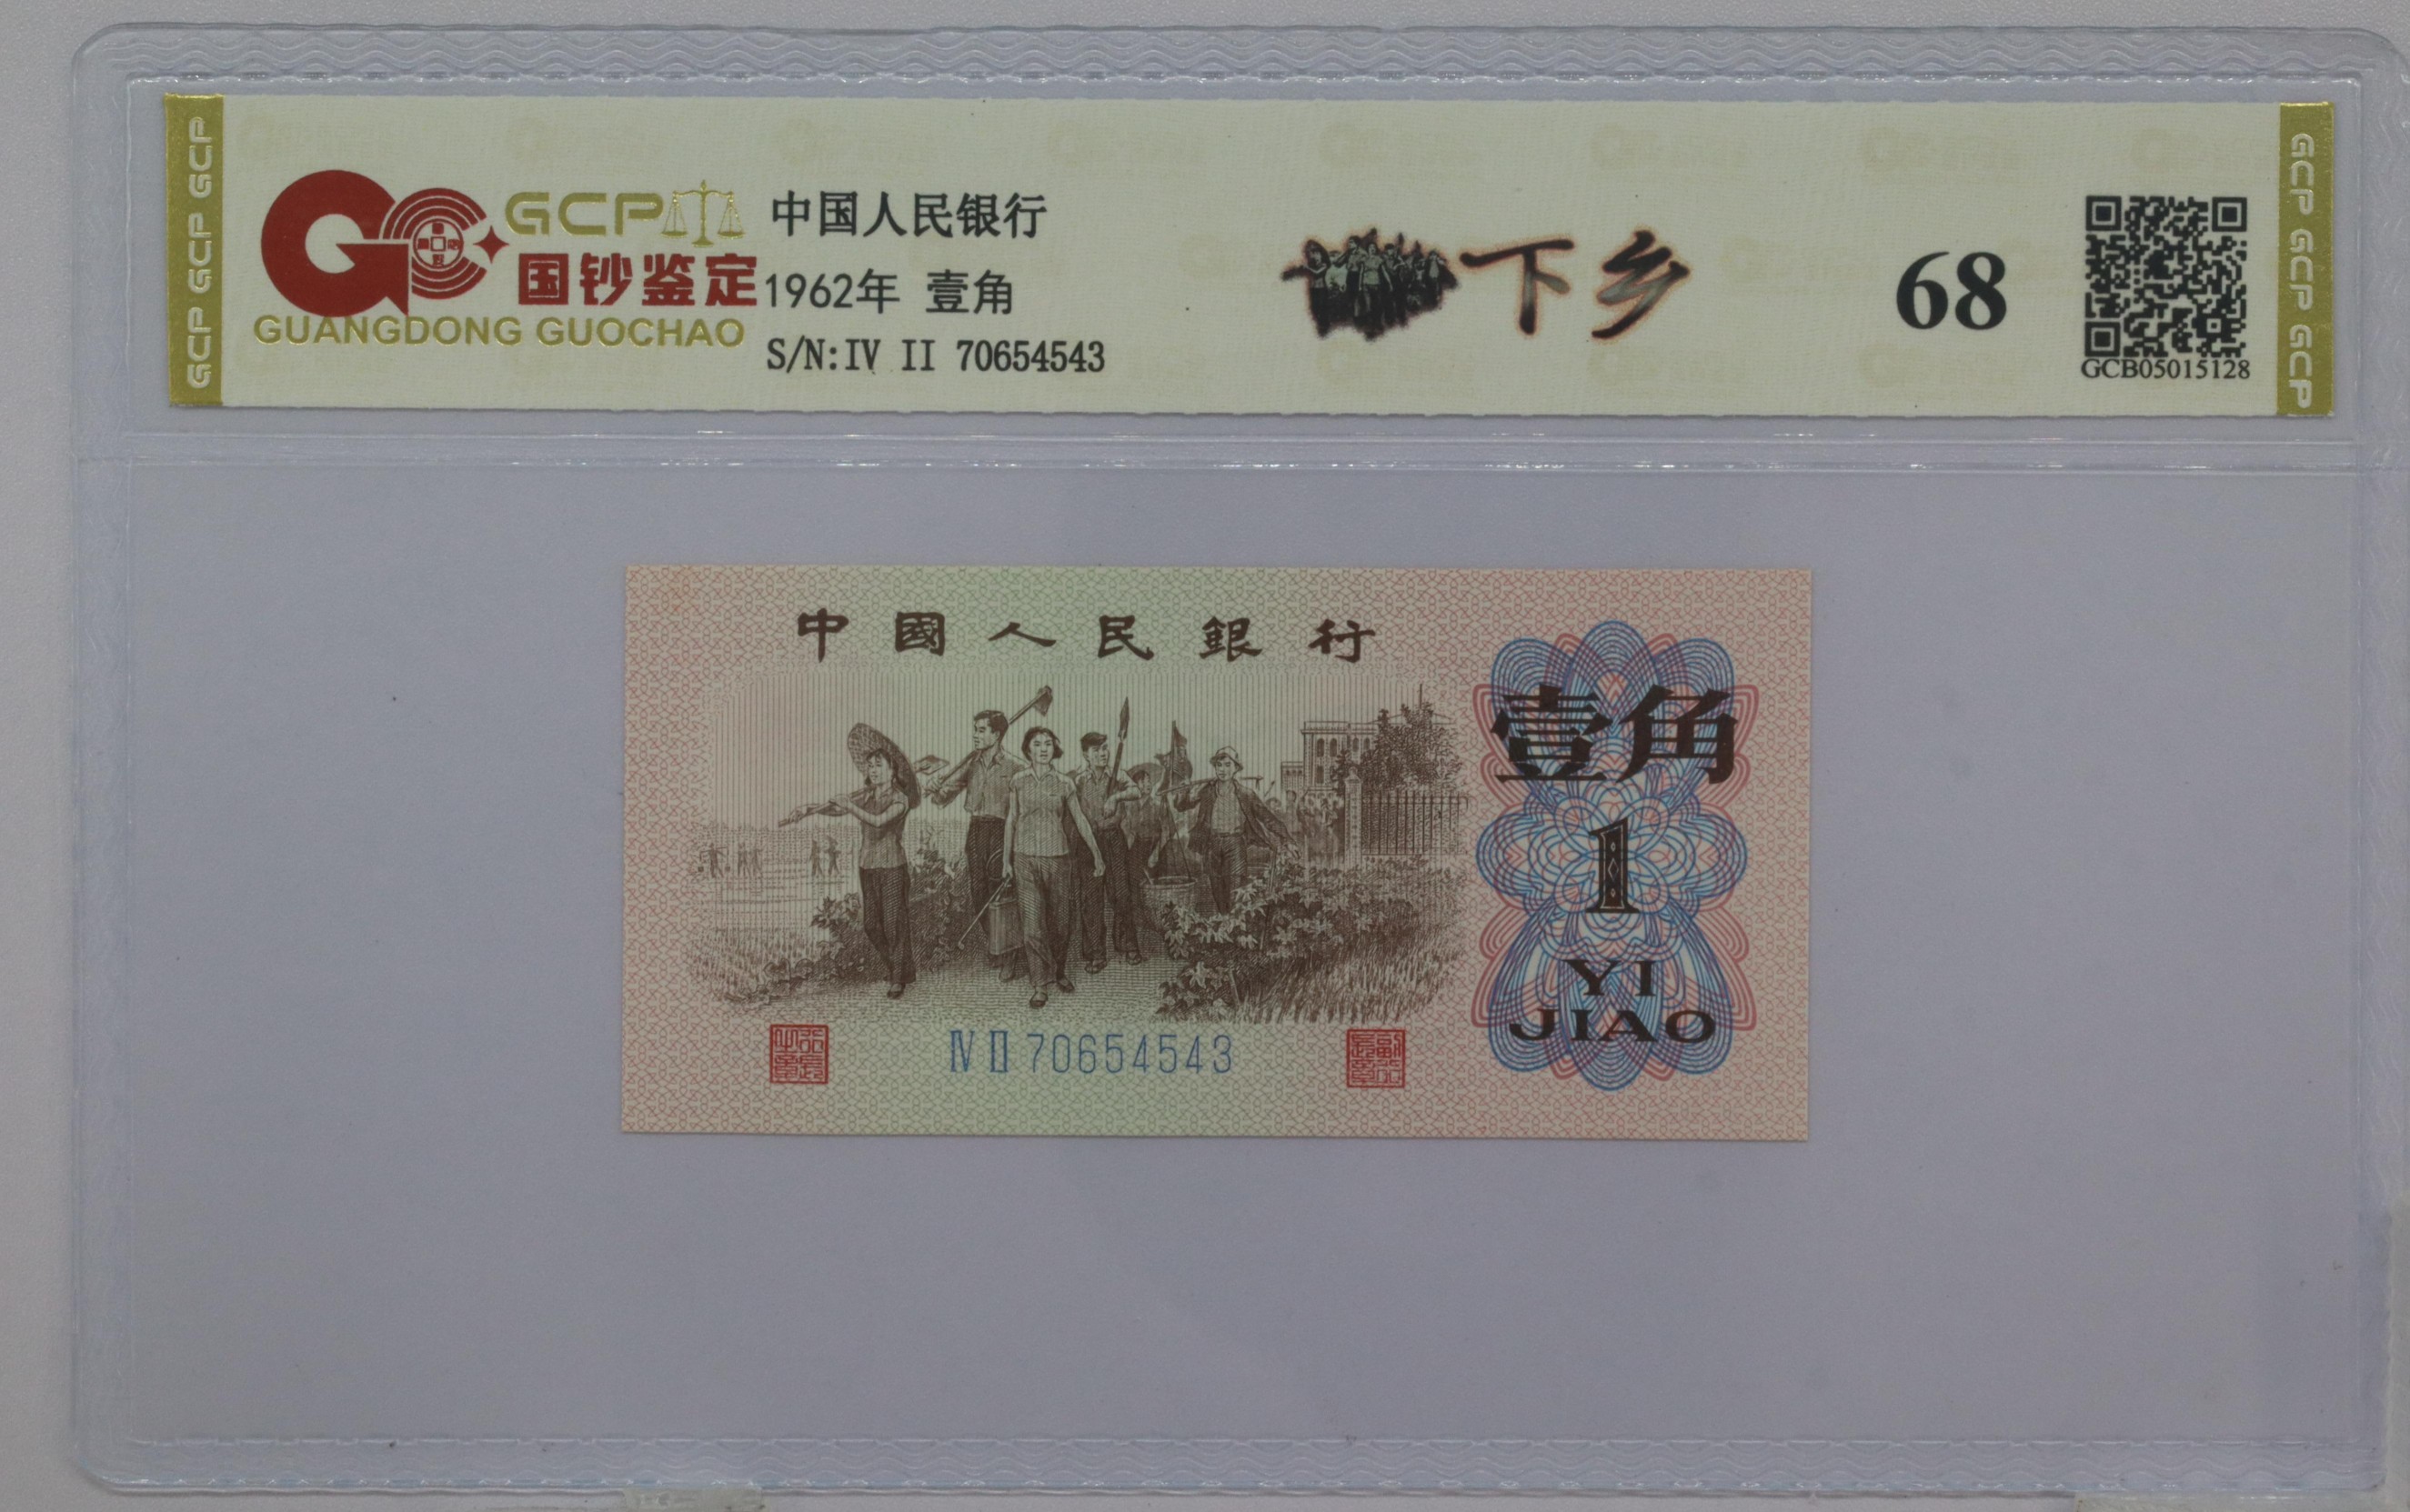 GCP GCP GCP
GCP
国钞鉴定
GUANGDONG GUOCHAO
中国人民银行
1962年 壹角
S/N:IV II 70654543
下乡
68
GCB05015128
GCP GCP GCP
中國人民銀行
壹角
1
YI
JIAO
Ⅳ Ⅱ 70654543